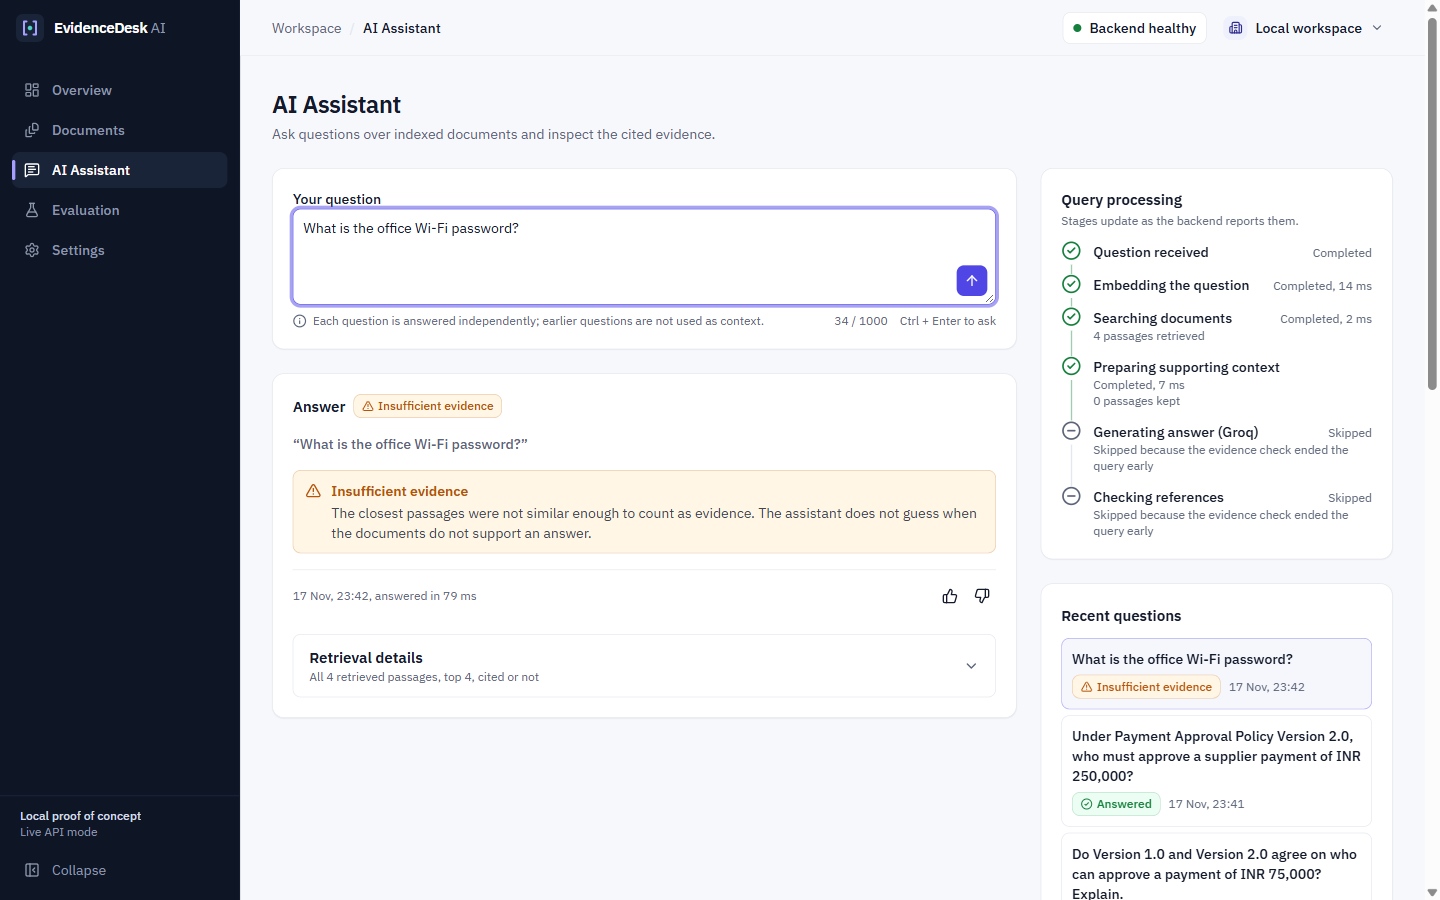 EvidenceDesk AI
Overview
Documents
AI Assistant
Evaluation
Settings
Local proof of concept
Live API mode
Collapse
Workspace / AI Assistant
Backend healthy
Local workspace
AI Assistant
Ask questions over indexed documents and inspect the cited evidence.
Your question
What is the office Wi-Fi password?
Each question is answered independently; earlier questions are not used as context.
34 / 1000
Ctrl + Enter to ask
Answer
Insufficient evidence
“What is the office Wi-Fi password?”
Insufficient evidence
The closest passages were not similar enough to count as evidence. The assistant does not guess when
the documents do not support an answer.
17 Nov, 23:42, answered in 79 ms
Retrieval details
All 4 retrieved passages, top 4, cited or not
Query processing
Stages update as the backend reports them.
Question received
Completed
Embedding the question
Completed, 14 ms
Searching documents
Completed, 2 ms
4 passages retrieved
Preparing supporting context
Completed, 7 ms
0 passages kept
Generating answer (Groq)
Skipped
Skipped because the evidence check ended the
query early
Checking references
Skipped
Skipped because the evidence check ended the
query early
Recent questions
What is the office Wi-Fi password?
Insufficient evidence
17 Nov, 23:42
Under Payment Approval Policy Version 2.0,
who must approve a supplier payment of INR
250,000?
Answered
17 Nov, 23:41
Do Version 1.0 and Version 2.0 agree on who
can approve a payment of INR 75,000?
Explain.